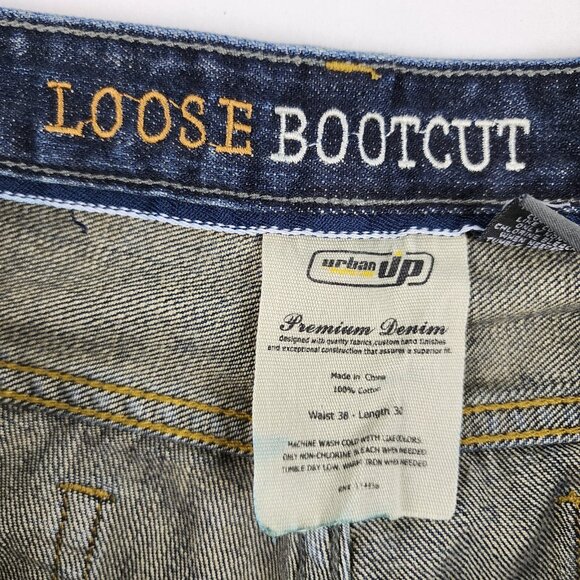 LOOSE BOOTCUT
urban up
Premium Denim
designed with quality fabrics, custom hand finishes
and exceptional construction that assures a superior fit.
Made in China
100% Cotton
Waist 38 - Length 30
MACHINE WASH COLD WITH LIKE COLORS.
ONLY NON-CHLORINE BLEACH WHEN NEEDED
TUMBLE DRY LOW, WARM IRON WHEN NEEDED
RN#